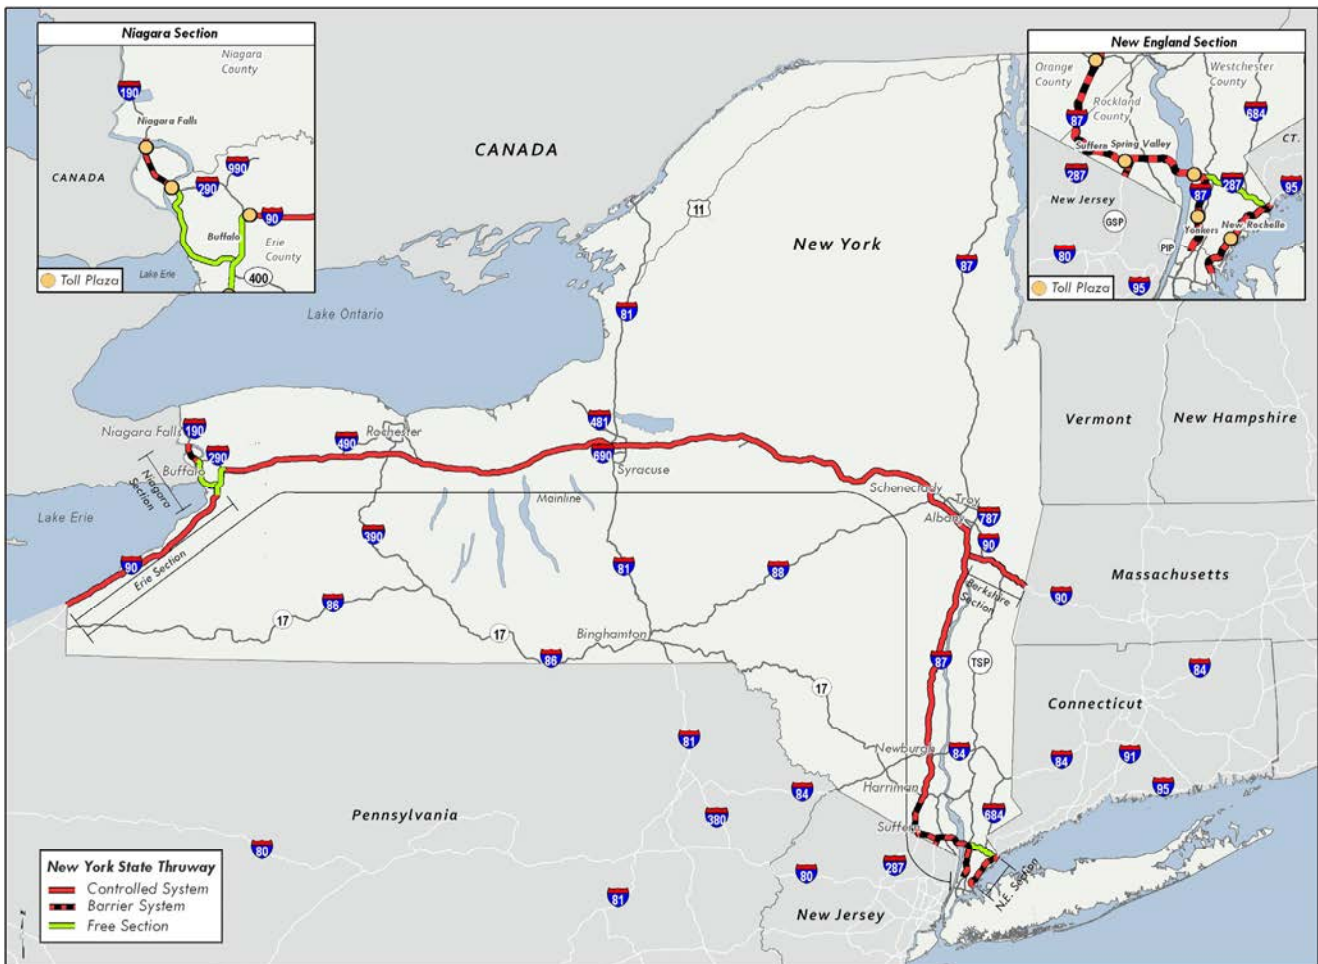 Niagara Section
Niagara
County
190
Niagara Falls
CANADA
290
990
90
Buffalo
Erie
County
Lake Erie
400
Toll Plaza
New England Section
Orange
County
Westchester
County
Rockland
County
87
684
Suffern
Spring Valley
CT.
287
287
95
New Jersey
87
GSP
Yonkers
New Rochelle
PIP
80
95
Toll Plaza
CANADA
11
New York
87
Lake Ontario
81
Vermont
New Hampshire
Niagara Falls
190
490
Rochester
481
290
690
Buffalo
Syracuse
Niagara
Section
Mainline
Schenectady
Troy
Albany
787
Lake Erie
390
90
90
Erie Section
81
88
Massachusetts
Berkshire
Section
90
86
17
17
Binghamton
86
87
TSP
84
17
Connecticut
81
Newburgh
84
84
91
84
95
Harriman
Pennsylvania
380
684
Suffern
80
287
80
N.E. Section
81
New Jersey
New York State Thruway
Controlled System
Barrier System
Free Section